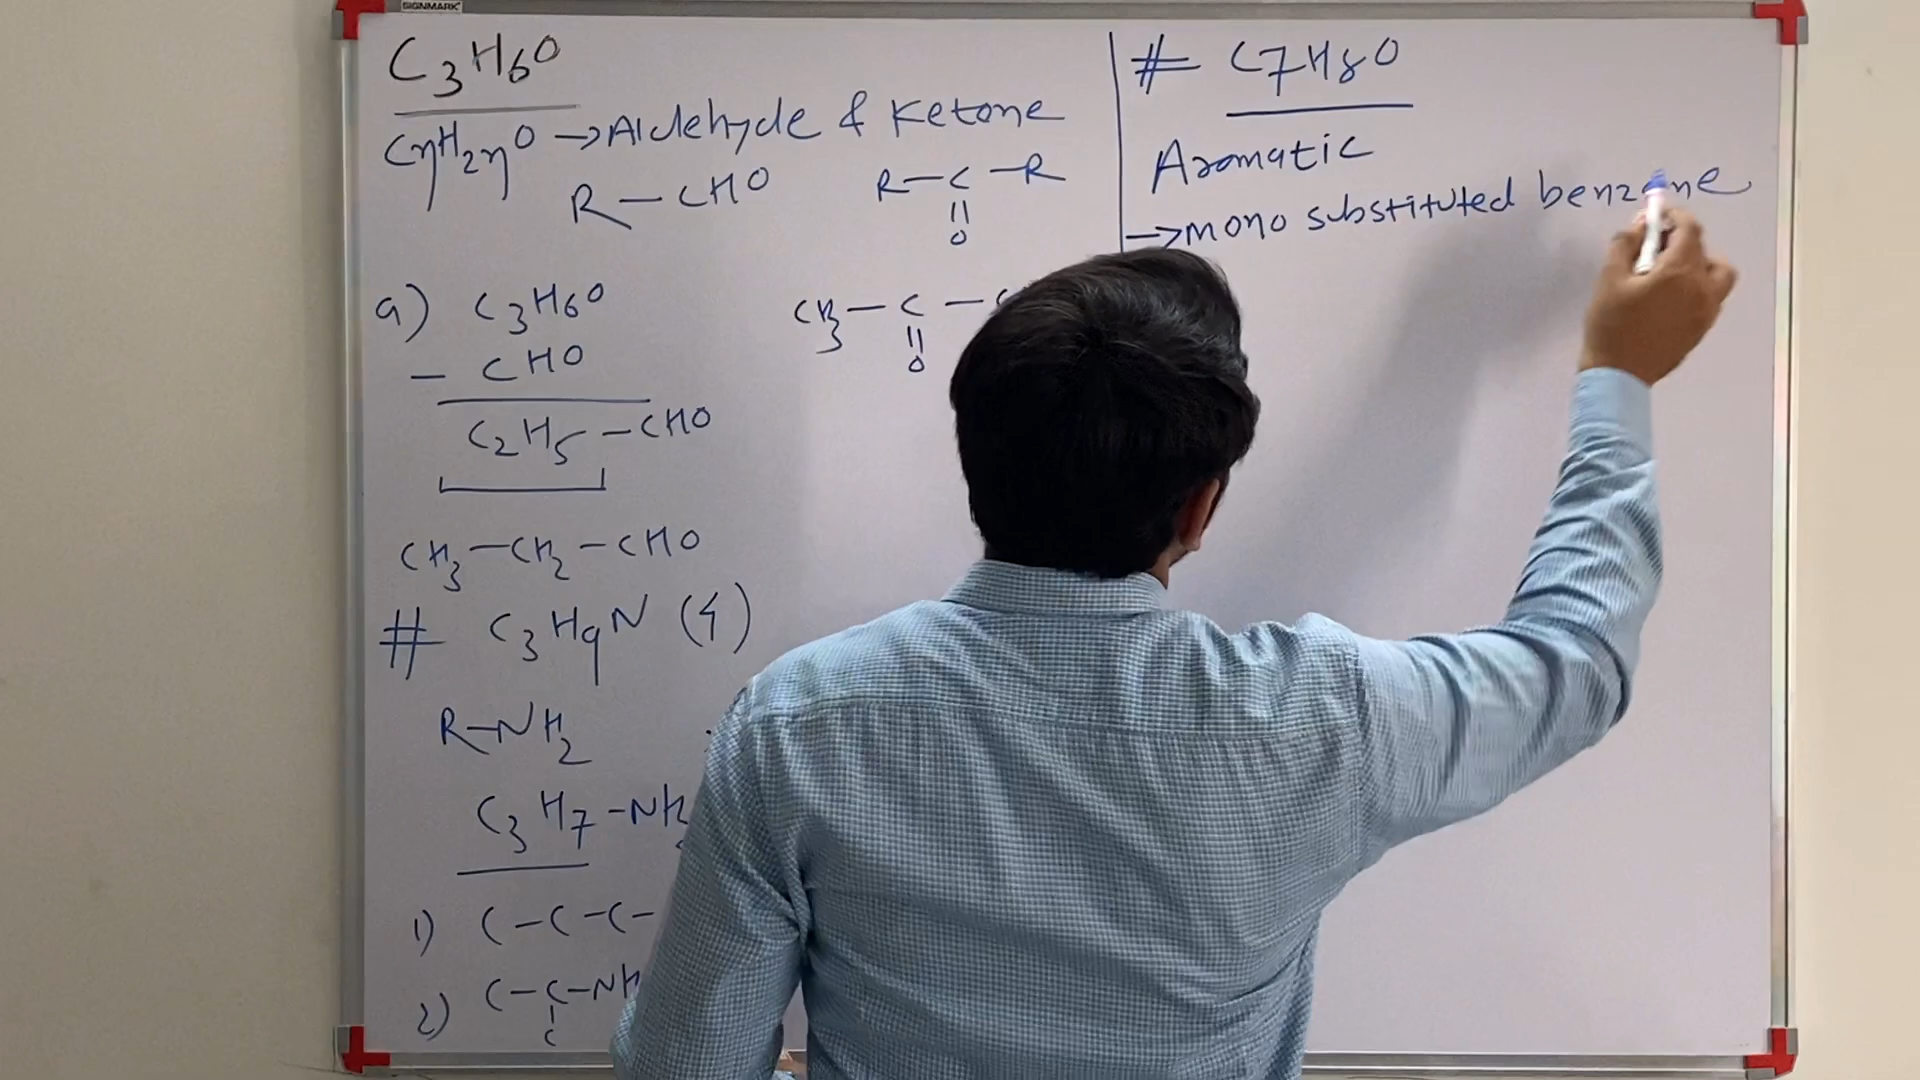 SIGNMARK
C3H6O
CnH2nO → Aldehyde & Ketone
R—CHO
R—C—R
||
O
a) C3H6O
— CHO
C2H5—CHO
CH3—C—
||
O
CH3—CH2—CHO
# C3H9N (4)
R—NH2
C3H7—NH2
1) C—C—C—
2) C—C—NH
|
C
# C7H8O
Aromatic
→ mono substituted benzene